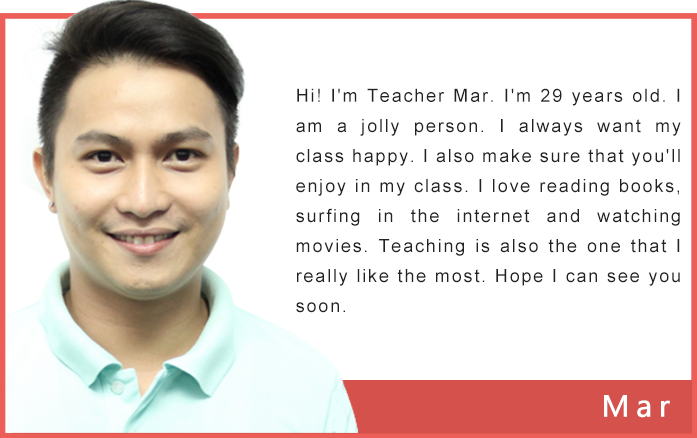 Hi! I'm Teacher Mar. I'm 29 years old. I
am a jolly person. I always want my
class happy. I also make sure that you'll
enjoy in my class. I love reading books,
surfing in the internet and watching
movies. Teaching is also the one that I
really like the most. Hope I can see you
soon.
Mar